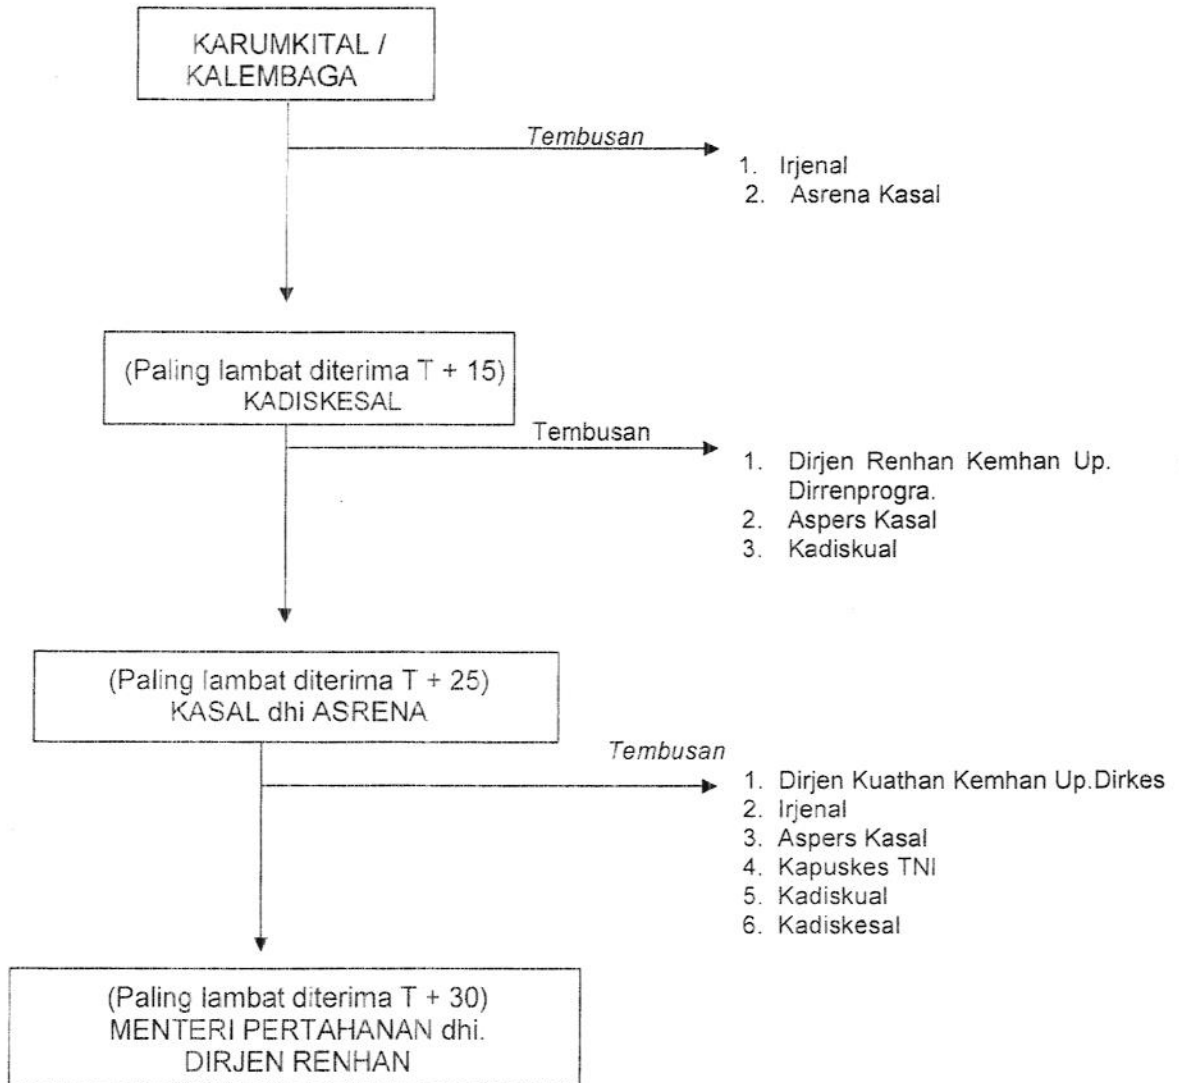 KARUMKITAL /
KALEMBAGA
Tembusan
1. Irjenal
2. Asrena Kasal
(Paling lambat diterima T + 15)
KADISKESAL
Tembusan
1. Dirjen Renhan Kemhan Up.
Dirrenprogra.
2. Aspers Kasal
3. Kadiskual
(Paling lambat diterima T + 25)
KASAL dhi ASRENA
Tembusan
1. Dirjen Kuathan Kemhan Up.Dirkes
2. Irjenal
3. Aspers Kasal
4. Kapuskes TNI
5. Kadiskual
6. Kadiskesal
(Paling lambat diterima T + 30)
MENTERI PERTAHANAN dhi.
DIRJEN RENHAN